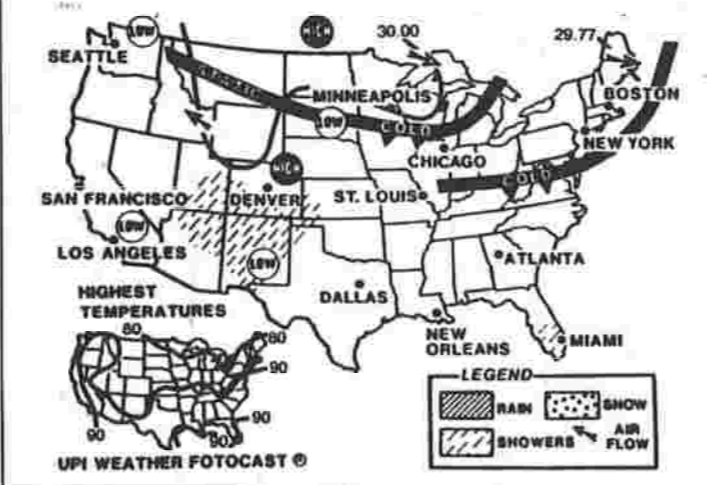 LOW
HIGH
30.00
29.77
SEATTLE
MINNEAPOLIS
BOSTON
LOW
COLD
NEW YORK
CHICAGO
HIGH
COLD
SAN FRANCISCO
DENVER
ST. LOUIS
LOW
LOS ANGELES
LOW
ATLANTA
HIGHEST
TEMPERATURES
DALLAS
80
80
NEW
ORLEANS
MIAMI
90
LEGEND
RAIN
SNOW
SHOWERS
AIR
FLOW
90
90
90
UPI WEATHER FOTOCAST ®